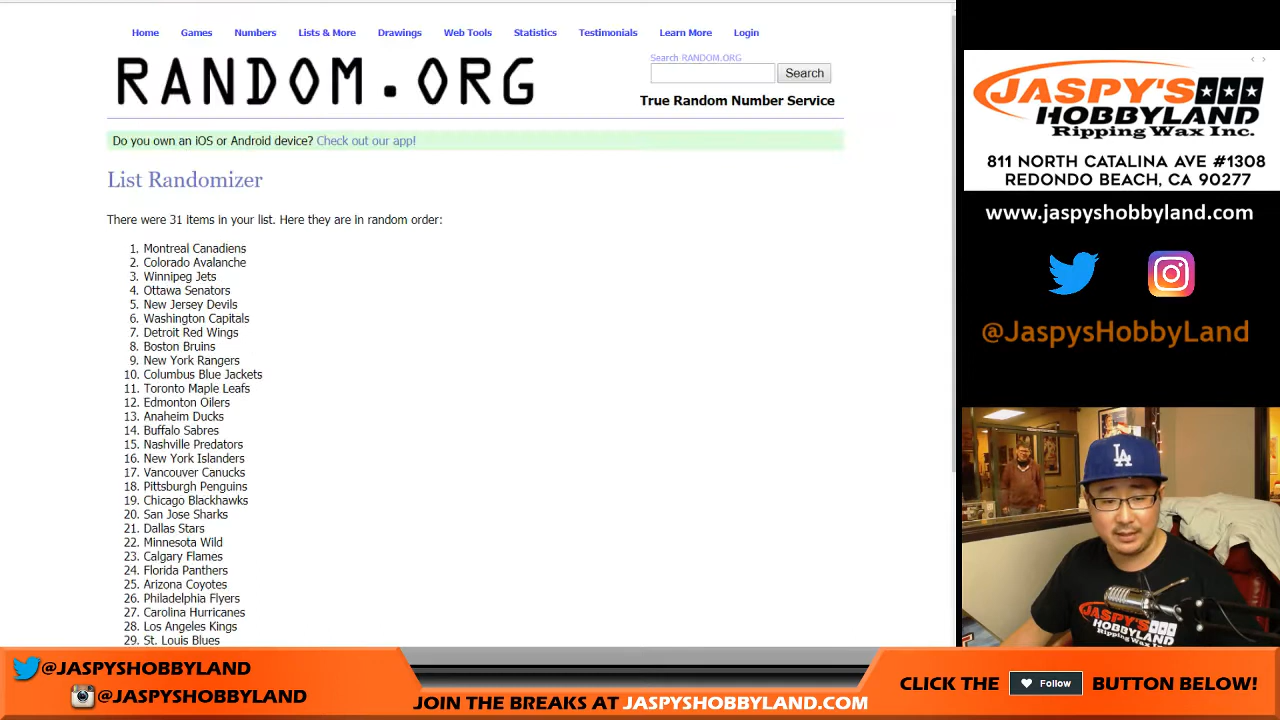 Home Games Numbers Lists & More Drawings Web Tools Statistics Testimonials Learn More Login
RANDOM.ORG
Search RANDOM.ORG
Search
True Random Number Service
Do you own an iOS or Android device? Check out our app!
List Randomizer
There were 31 items in your list. Here they are in random order:
1. Montreal Canadiens
2. Colorado Avalanche
3. Winnipeg Jets
4. Ottawa Senators
5. New Jersey Devils
6. Washington Capitals
7. Detroit Red Wings
8. Boston Bruins
9. New York Rangers
10. Columbus Blue Jackets
11. Toronto Maple Leafs
12. Edmonton Oilers
13. Anaheim Ducks
14. Buffalo Sabres
15. Nashville Predators
16. New York Islanders
17. Vancouver Canucks
18. Pittsburgh Penguins
19. Chicago Blackhawks
20. San Jose Sharks
21. Dallas Stars
22. Minnesota Wild
23. Calgary Flames
24. Florida Panthers
25. Arizona Coyotes
26. Philadelphia Flyers
27. Carolina Hurricanes
28. Los Angeles Kings
29. St. Louis Blues
JASPY'S
HOBBYLAND
Ripping Wax Inc.
811 NORTH CATALINA AVE #1308
REDONDO BEACH, CA 90277
www.jaspyshobbyland.com
@JaspysHobbyLand
LA
JASPY'S
HOBBYLAND
Ripping Wax Inc.
@JASPYSHOBBYLAND
@JASPYSHOBBYLAND
JOIN THE BREAKS AT JASPYSHOBBYLAND.COM
CLICK THE Follow BUTTON BELOW!